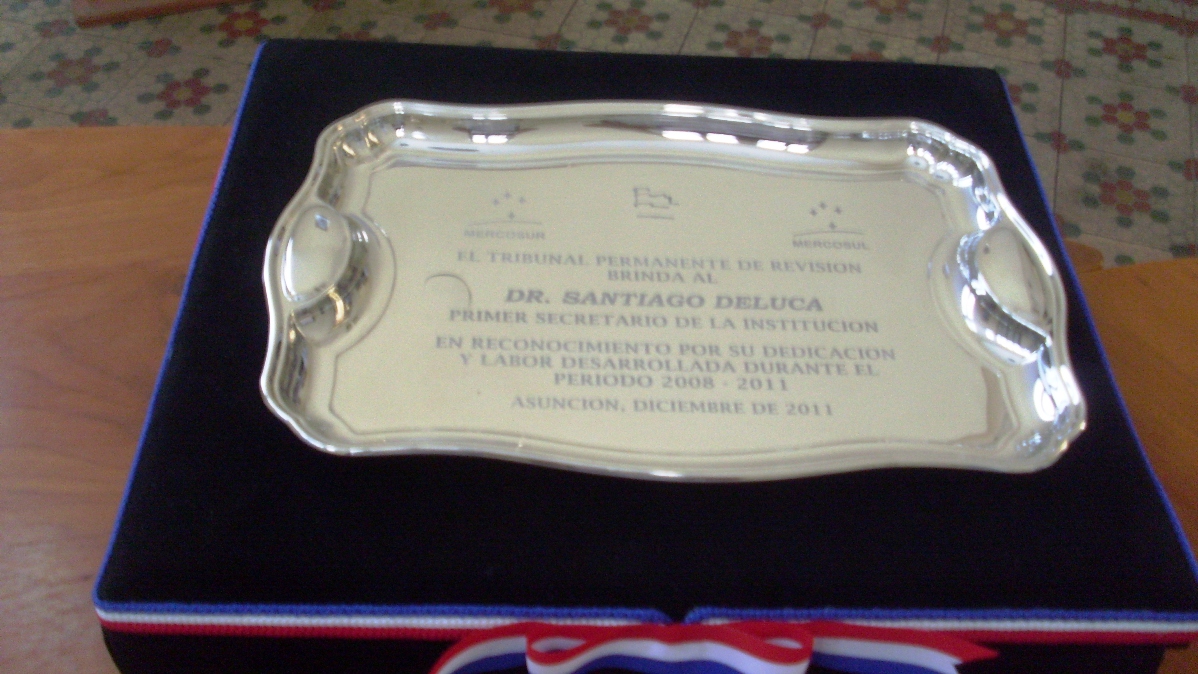 MERCOSUR
MERCOSUL
EL TRIBUNAL PERMANENTE DE REVISION
BRINDA AL
DR. SANTIAGO DELUCA
PRIMER SECRETARIO DE LA INSTITUCION
EN RECONOCIMIENTO POR SU DEDICACION
Y LABOR DESARROLLADA DURANTE EL
PERIODO 2008 - 2011
ASUNCION, DICIEMBRE DE 2011